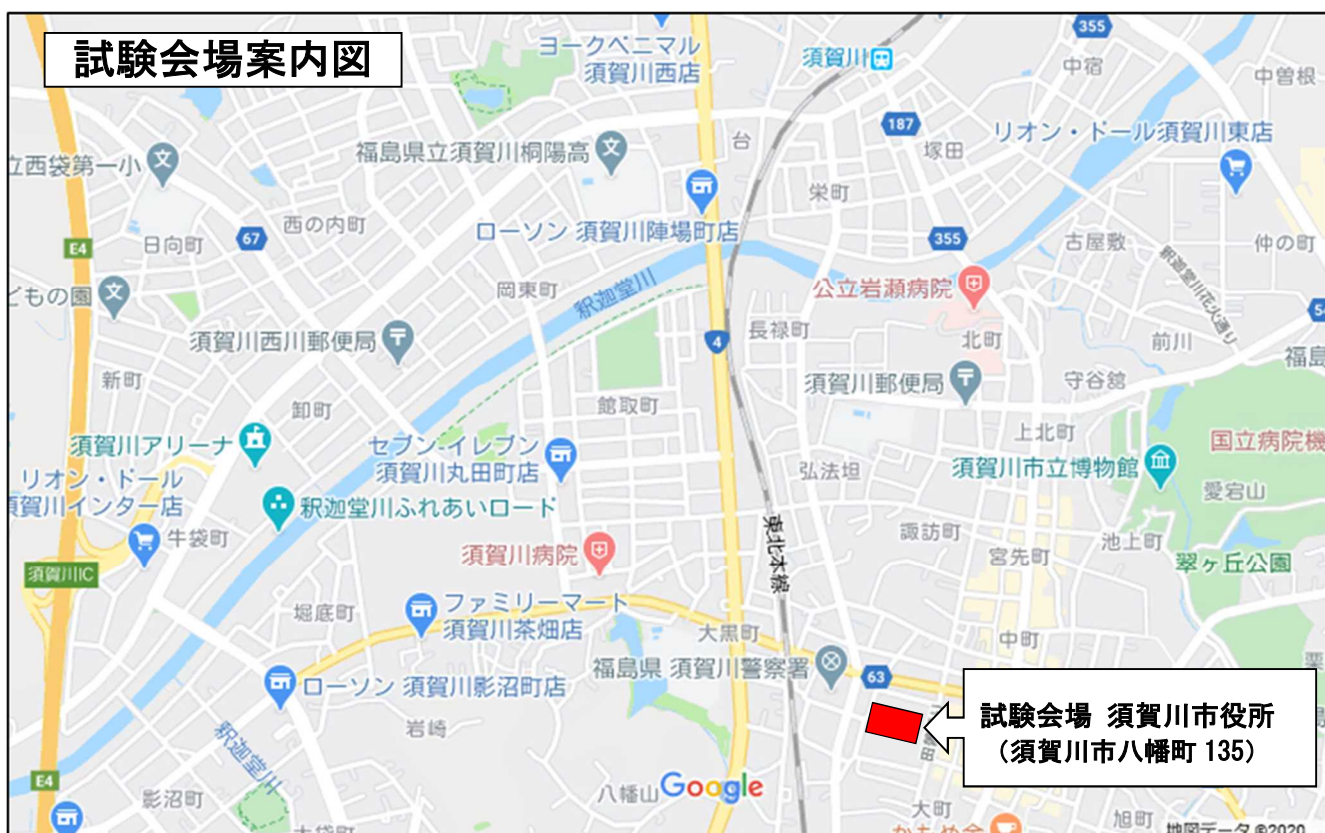 試験会場案内図
ヨークベニマル
須賀川西店
須賀川
355
中宿
中曽根
187
リオン・ドール須賀川東店
塚田
台
福島県立須賀川桐陽高
立西袋第一小
栄町
西の内町
ローソン 須賀川陣場町店
67
日向町
E4
355
古屋敷
仲の町
釈迦堂川花火通り
どもの園
岡東町
釈迦堂川
公立岩瀬病院
54
4
長禄町
北町
前川
須賀川西川郵便局
福島
新町
須賀川郵便局
守谷舘
卸町
館取町
上北町
須賀川アリーナ
セブン-イレブン
須賀川丸田町店
弘法坦
須賀川市立博物館
国立病院機
リオン・ドール
須賀川インター店
愛宕山
釈迦堂川ふれあいロード
牛袋町
東北本線
諏訪町
宮先町
池上町
須賀川病院
翠ヶ丘公園
須賀川IC
堀底町
ファミリーマート
須賀川茶畑店
大黒町
中町
福島県 須賀川警察署
63
ローソン 須賀川影沼町店
岩崎
試験会場 須賀川市役所
(須賀川市八幡町 135)
釈迦堂川
E4
影沼町
八幡山
Google
大町
旭町
地図データ ©2020